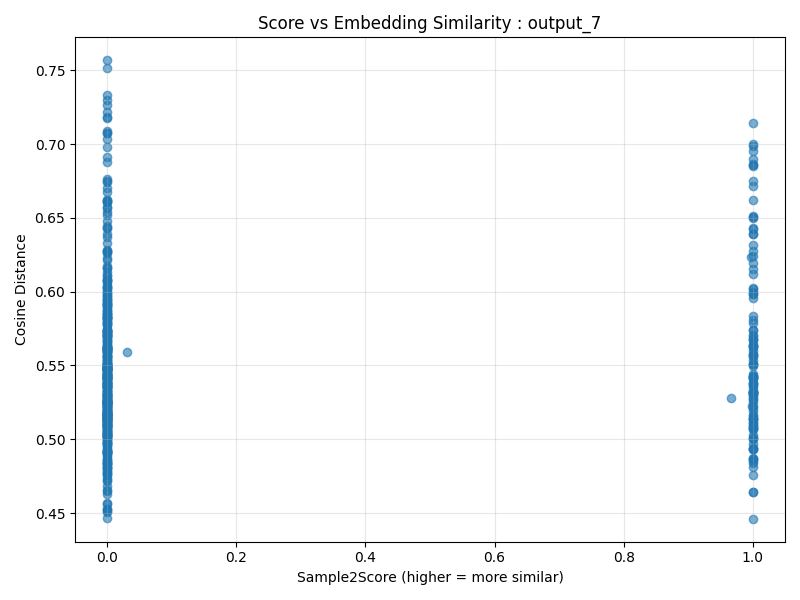 Score vs Embedding Similarity : output_7
Cosine Distance
0.75
0.70
0.65
0.60
0.55
0.50
0.45
0.0 0.2 0.4 0.6 0.8 1.0
Sample2Score (higher = more similar)